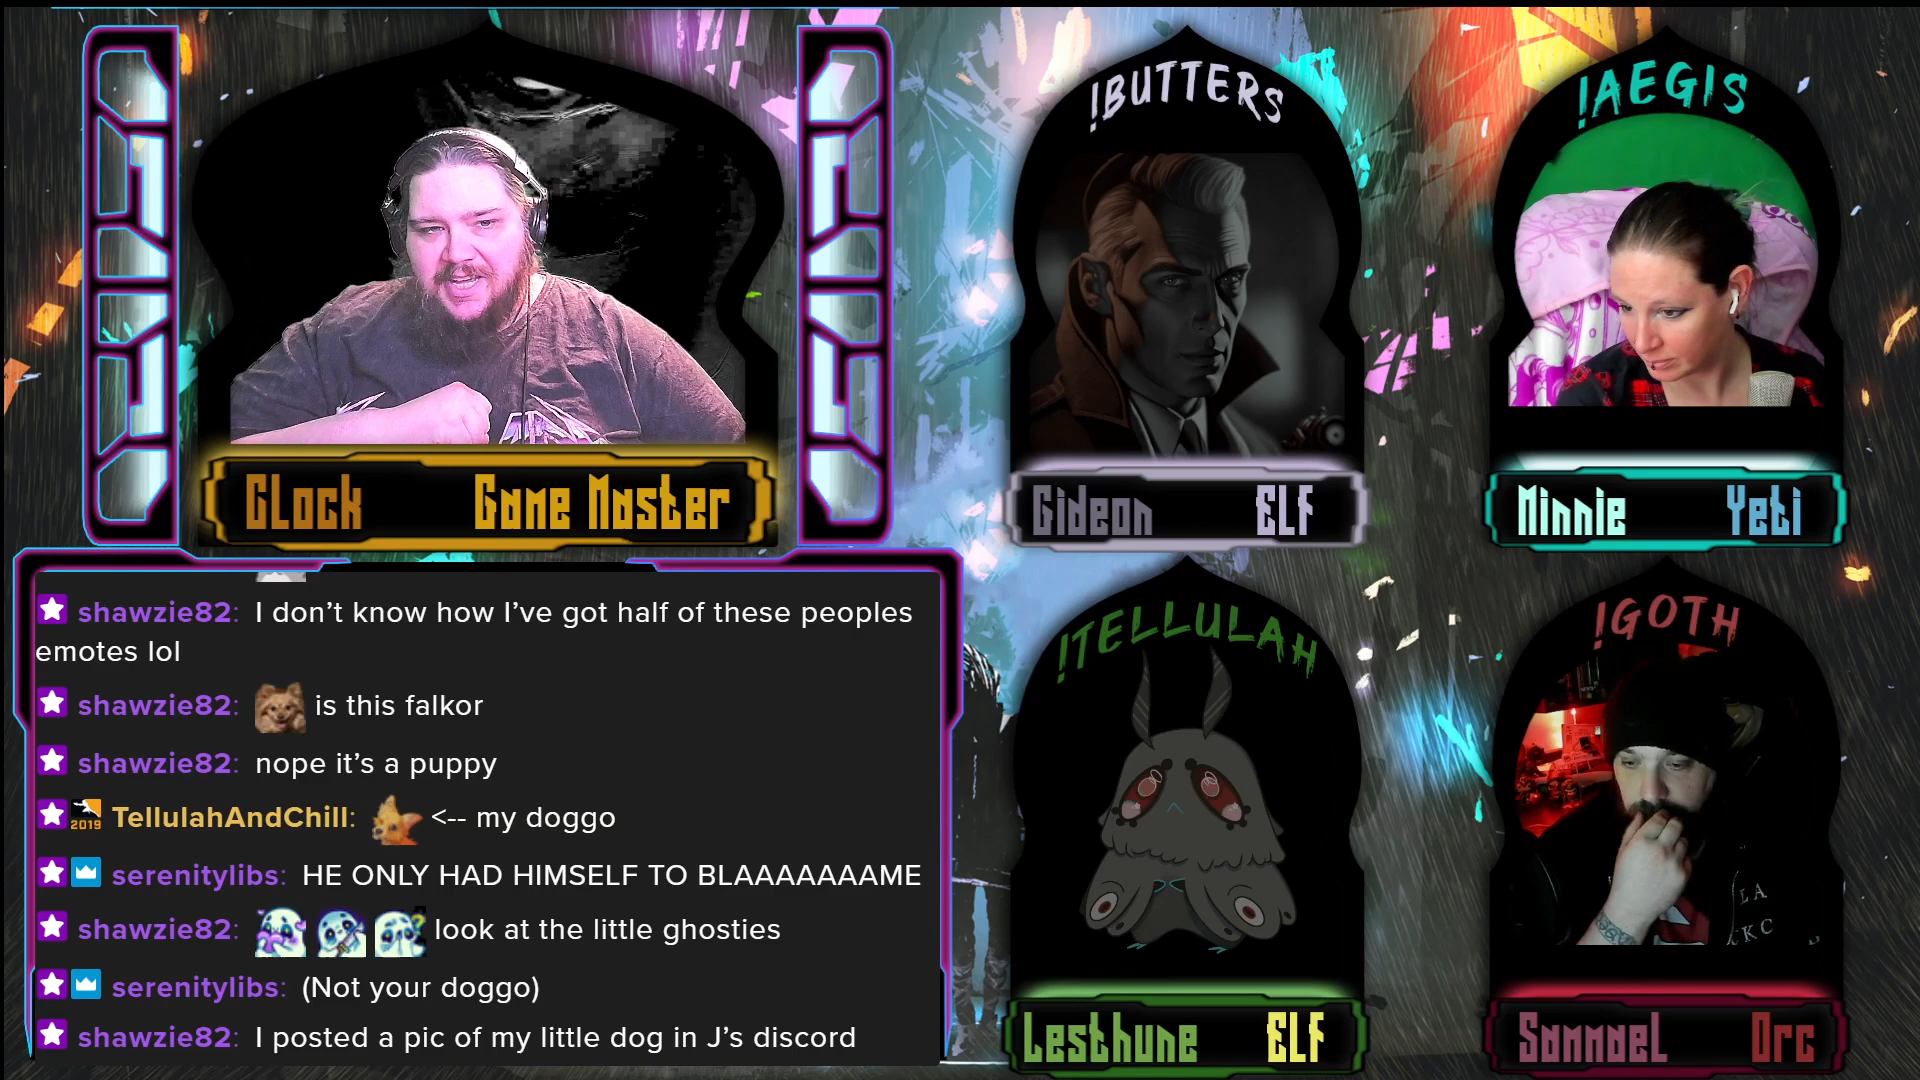 !BUTTERS
!AEGIS
GLock Game Master
Gideon ELF
Minnie Yeti
shawzie82: I don't know how I've got half of these peoples
emotes lol
shawzie82: is this falkor
shawzie82: nope it's a puppy
2019 TellulahAndChill: <-- my doggo
serenitylibs: HE ONLY HAD HIMSELF TO BLAAAAAAAME
shawzie82: look at the little ghosties
serenitylibs: (Not your doggo)
shawzie82: I posted a pic of my little dog in J's discord
!TELLULAH
!GOTH
Lesthune ELF
Sammael Orc